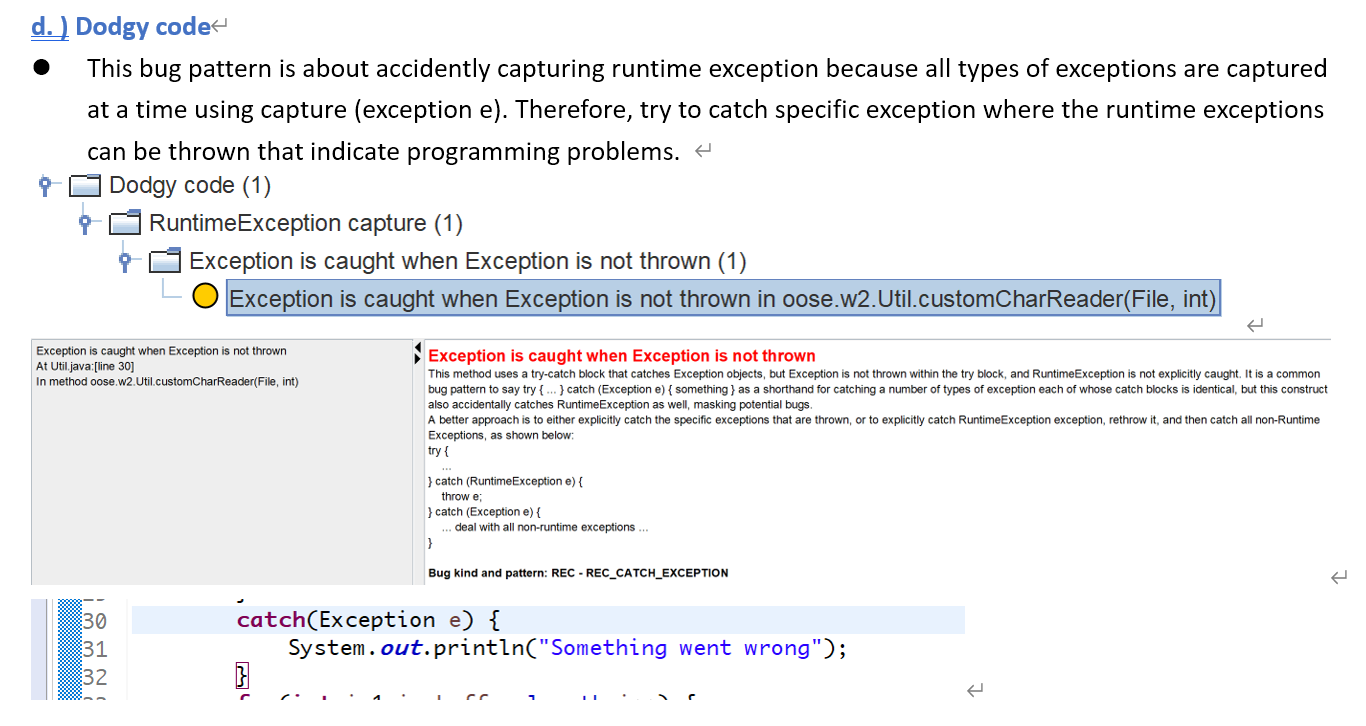 d. ) Dodgy code
● This bug pattern is about accidently capturing runtime exception because all types of exceptions are captured
at a time using capture (exception e). Therefore, try to catch specific exception where the runtime exceptions
can be thrown that indicate programming problems.
Dodgy code (1)
RuntimeException capture (1)
Exception is caught when Exception is not thrown (1)
Exception is caught when Exception is not thrown in oose.w2.Util.customCharReader(File, int)
Exception is caught when Exception is not thrown
At Util.java:[line 30]
In method oose.w2.Util.customCharReader(File, int)
Exception is caught when Exception is not thrown
This method uses a try-catch block that catches Exception objects, but Exception is not thrown within the try block, and RuntimeException is not explicitly caught. It is a common
bug pattern to say try { ... } catch (Exception e) { something } as a shorthand for catching a number of types of exception each of whose catch blocks is identical, but this construct
also accidentally catches RuntimeException as well, masking potential bugs.
A better approach is to either explicitly catch the specific exceptions that are thrown, or to explicitly catch RuntimeException exception, rethrow it, and then catch all non-Runtime
Exceptions, as shown below:
try {
...
} catch (RuntimeException e) {
throw e;
} catch (Exception e) {
... deal with all non-runtime exceptions ...
}
Bug kind and pattern: REC - REC_CATCH_EXCEPTION
30 catch(Exception e) {
31 System.out.println("Something went wrong");
32 }